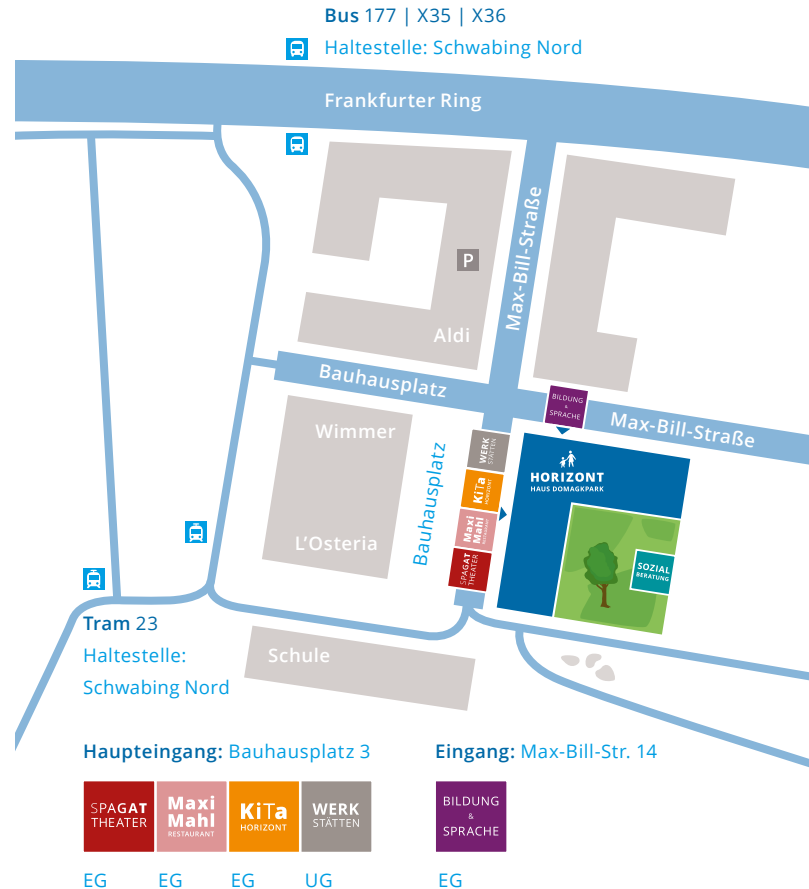 Bus 177 | X35 | X36
Haltestelle: Schwabing Nord
Frankfurter Ring
Max-Bill-Straße
P
Aldi
Bauhausplatz
BILDUNG
&
SPRACHE
Max-Bill-Straße
Wimmer
L'Osteria
Bauhausplatz
WERK
STÄTTEN
KiTa
HORIZONT
Maxi
Mahl
RESTAURANT
SPAGAT
THEATER
HORIZONT
HAUS DOMAGKPARK
SOZIAL
BERATUNG
Tram 23
Haltestelle:
Schwabing Nord
Schule
Haupteingang: Bauhausplatz 3
SPAGAT
THEATER
Maxi
Mahl
RESTAURANT
KiTa
HORIZONT
WERK
STÄTTEN
EG EG EG UG
Eingang: Max-Bill-Str. 14
BILDUNG
&
SPRACHE
EG